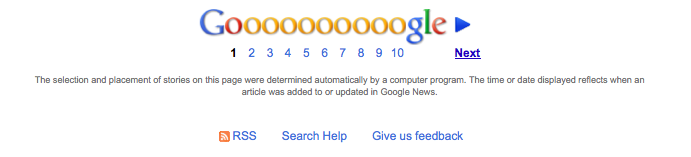 Goooooooooogle
1 2 3 4 5 6 7 8 9 10 Next
The selection and placement of stories on this page were determined automatically by a computer program. The time or date displayed reflects when an
article was added to or updated in Google News.
RSS Search Help Give us feedback